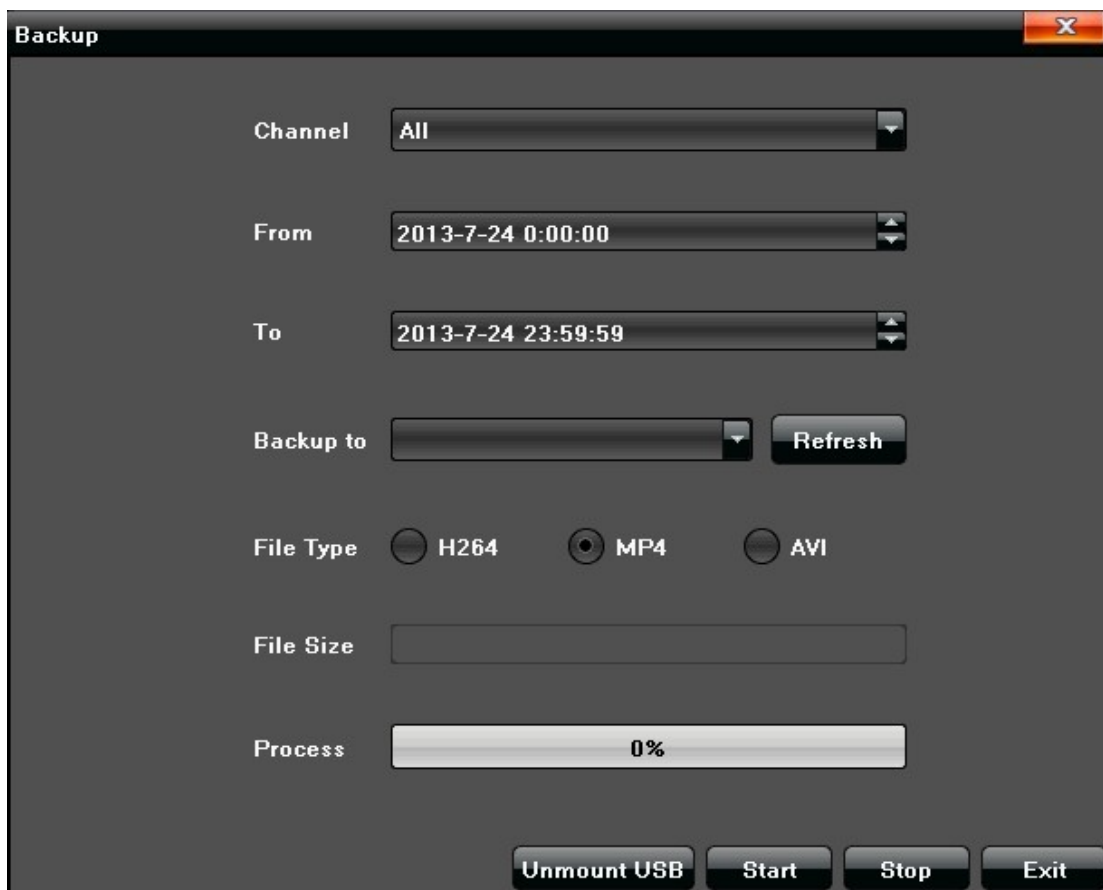 Backup
X
Channel All
From 2013-7-24 0:00:00
To 2013-7-24 23:59:59
Backup to Refresh
File Type H264 MP4 AVI
File Size
Process 0%
Unmount USB Start Stop Exit